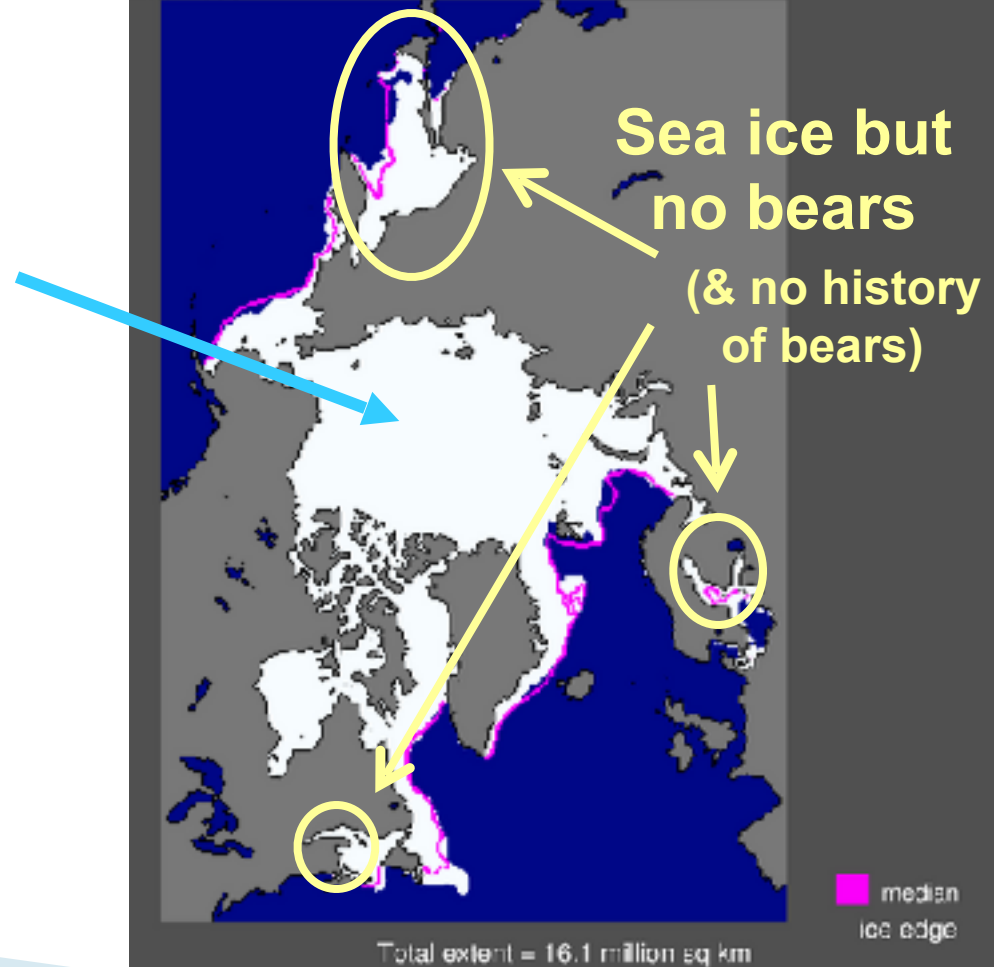 Sea ice but
no bears
(& no history
of bears)
median
ice edge
Total extent = 16.1 million sq km